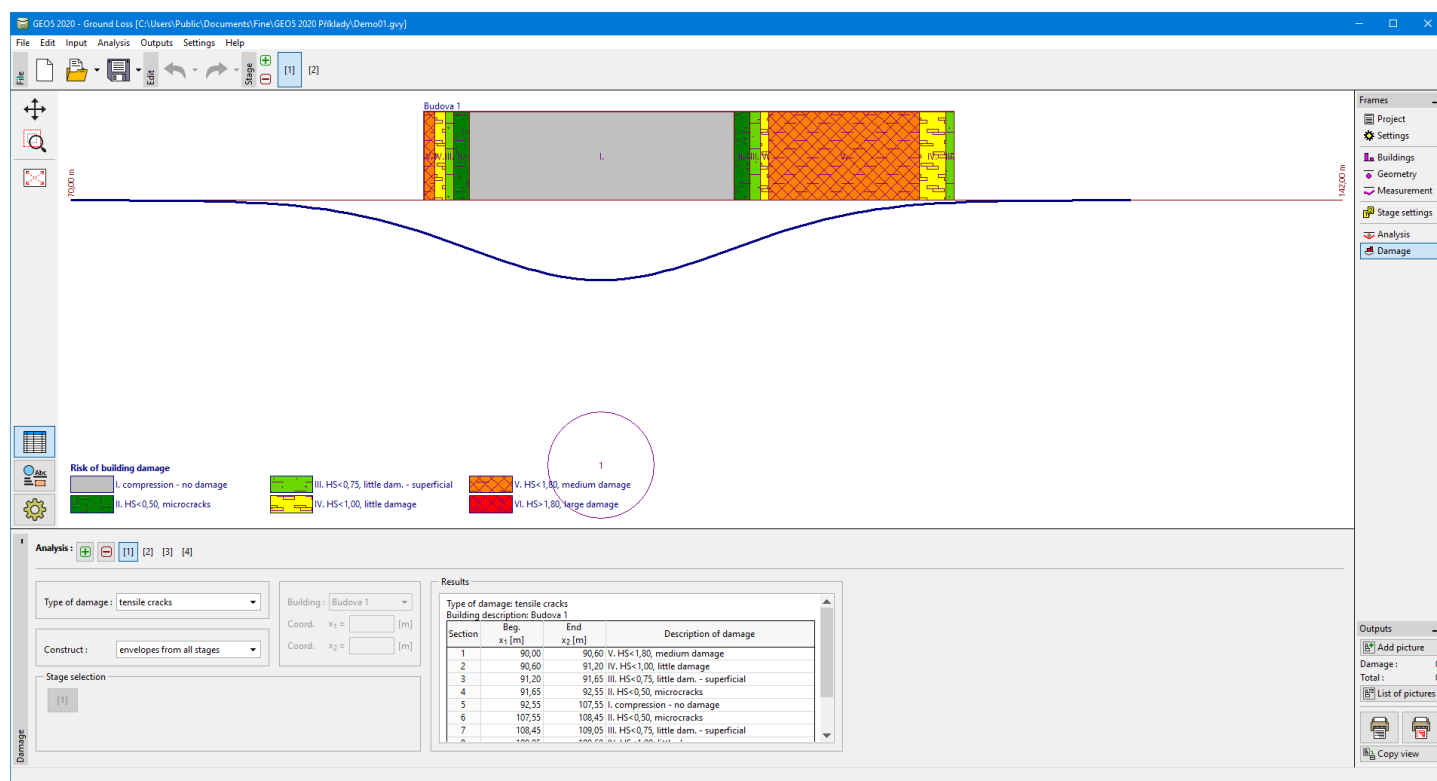 GEO5 2020 - Ground Loss [C:\Users\Public\Documents\Fine\GEO5 2020 Příklady\Demo01.gvy]
File Edit Input Analysis Outputs Settings Help
File
Edit
Stage
[1] [2]
Budova 1
I.
V.
70,00 m
142,00 m
1
Risk of building damage
I. compression - no damage
III. HS<0,75, little dam. - superficial
V. HS<1,80, medium damage
II. HS<0,50, microcracks
IV. HS<1,00, little damage
VI. HS>1,80, large damage
Abc
Frames
Project
Settings
Buildings
Geometry
Measurement
Stage settings
Analysis
Damage
Analysis : [1] [2] [3] [4]
Type of damage : tensile cracks
Construct : envelopes from all stages
Stage selection
[1]
Building : Budova 1
Coord. x1 = [m]
Coord. x2 = [m]
Results
Type of damage: tensile cracks
Building description: Budova 1
Section Beg. x1 [m] End x2 [m] Description of damage
1 90,00 90,60 V. HS<1,80, medium damage
2 90,60 91,20 IV. HS<1,00, little damage
3 91,20 91,65 III. HS<0,75, little dam. - superficial
4 91,65 92,55 II. HS<0,50, microcracks
5 92,55 107,55 I. compression - no damage
6 107,55 108,45 II. HS<0,50, microcracks
7 108,45 109,05 III. HS<0,75, little dam. - superficial
Damage
Outputs
Add picture
Damage :
Total :
List of pictures
Copy view